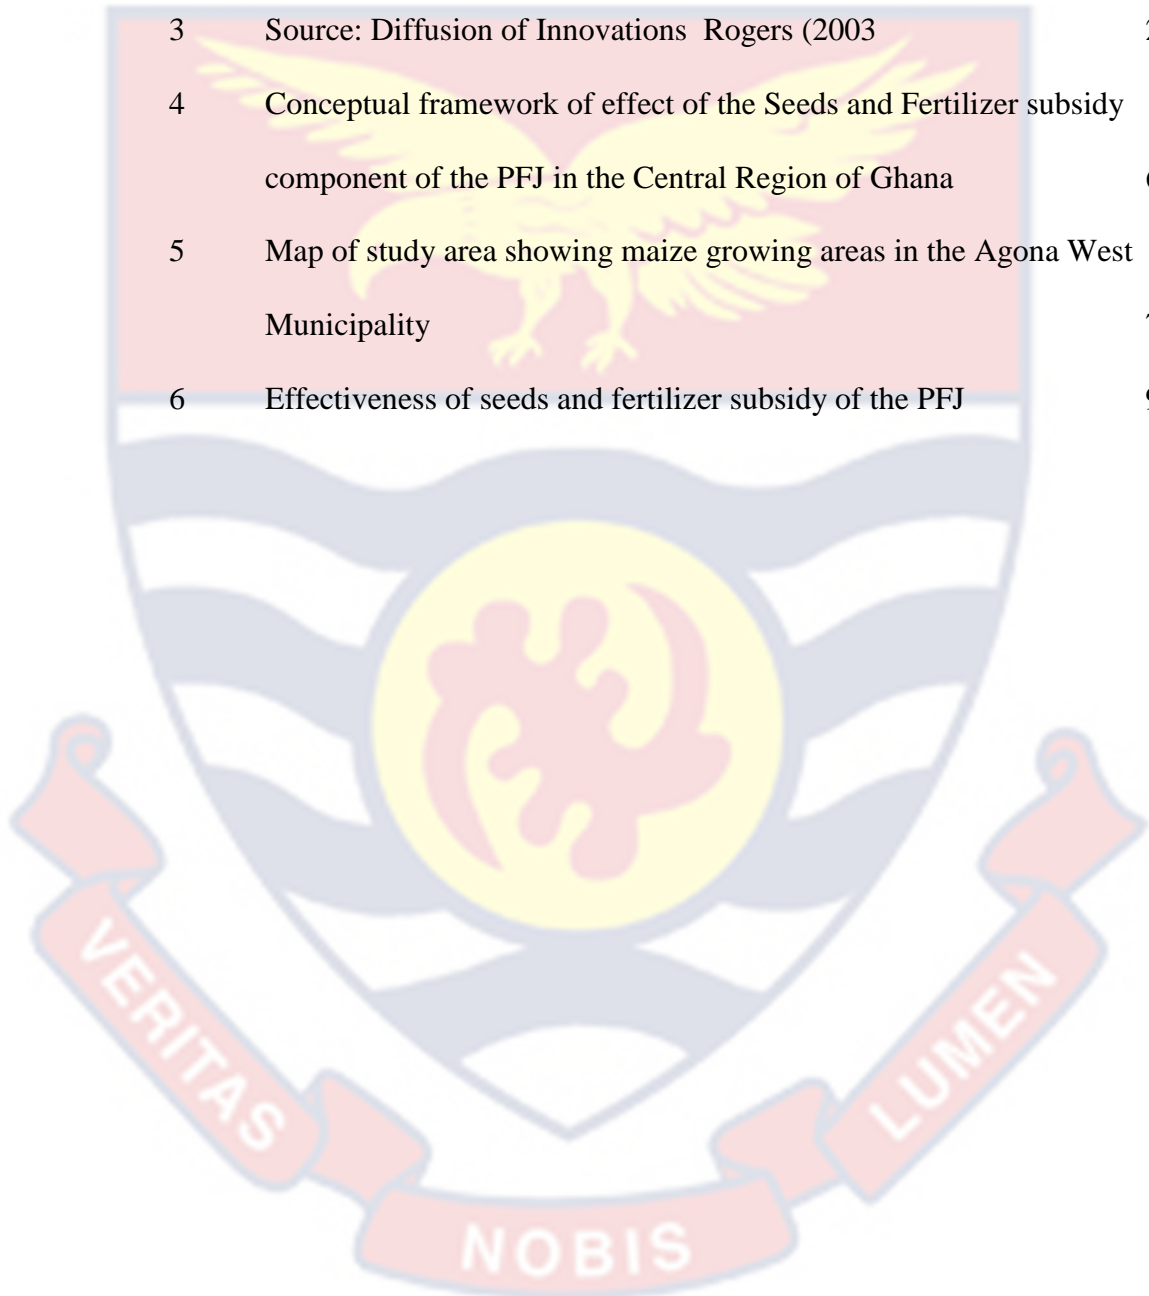 3 Source: Diffusion of Innovations Rogers (2003
4 Conceptual framework of effect of the Seeds and Fertilizer subsidy
component of the PFJ in the Central Region of Ghana
5 Map of study area showing maize growing areas in the Agona West
Municipality
6 Effectiveness of seeds and fertilizer subsidy of the PFJ
VERITAS
NOBIS
LUMEN